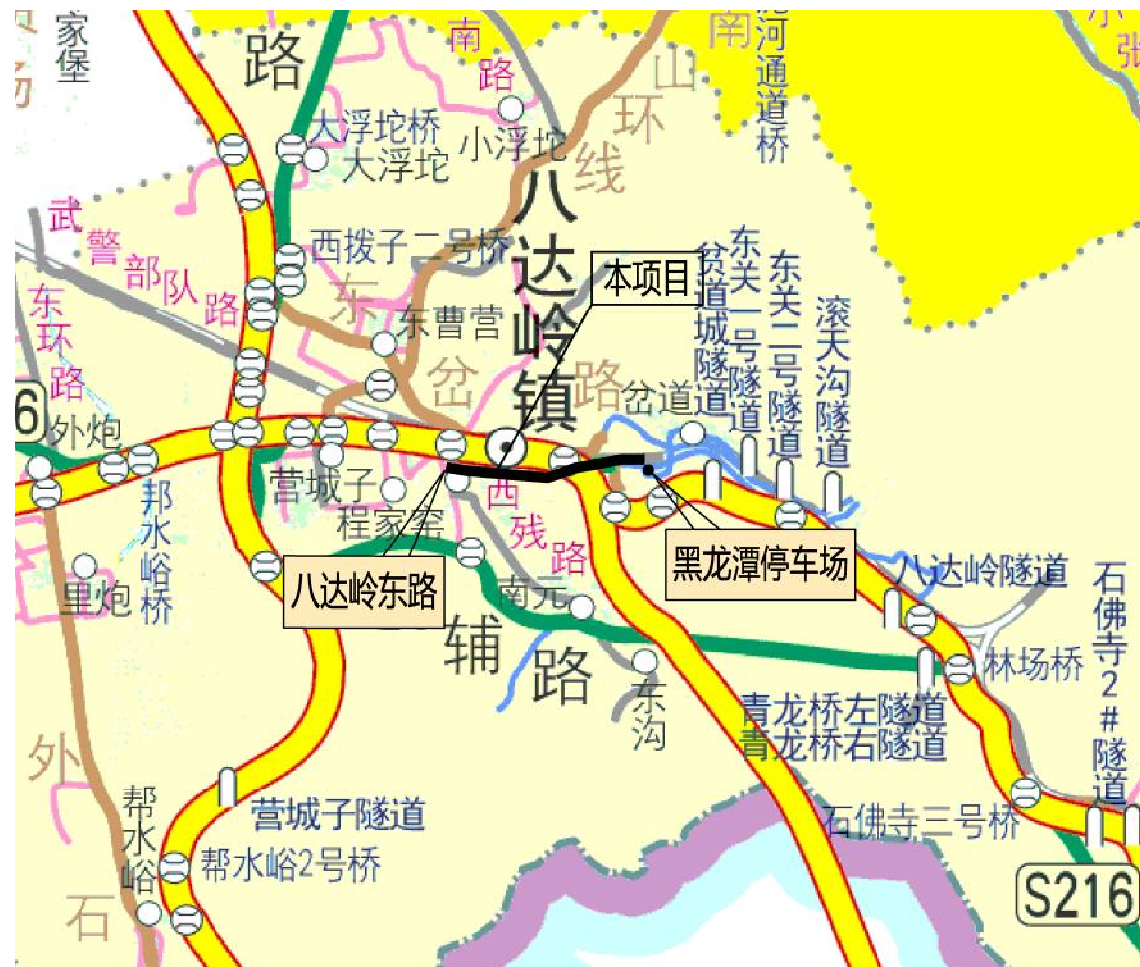 家堡
路
南路
南
河通道桥
小张
山环线
大浮坨桥
大浮坨
小浮坨
八达岭镇
武警部队路
西拨子二号桥
东
东曹营
岔
路
岔道
本项目
岔道城隧道
东关一号隧道
东关二号隧道
滚天沟隧道
东环路
6
外炮
营城子
程家窑
西残路
邦水峪桥
里炮
八达岭东路
黑龙潭停车场
南元
辅路
八达岭隧道
林场桥
石佛寺2#隧道
东沟
青龙桥左隧道
青龙桥右隧道
外
石
帮水峪
营城子隧道
帮水峪2号桥
石佛寺三号桥
S216